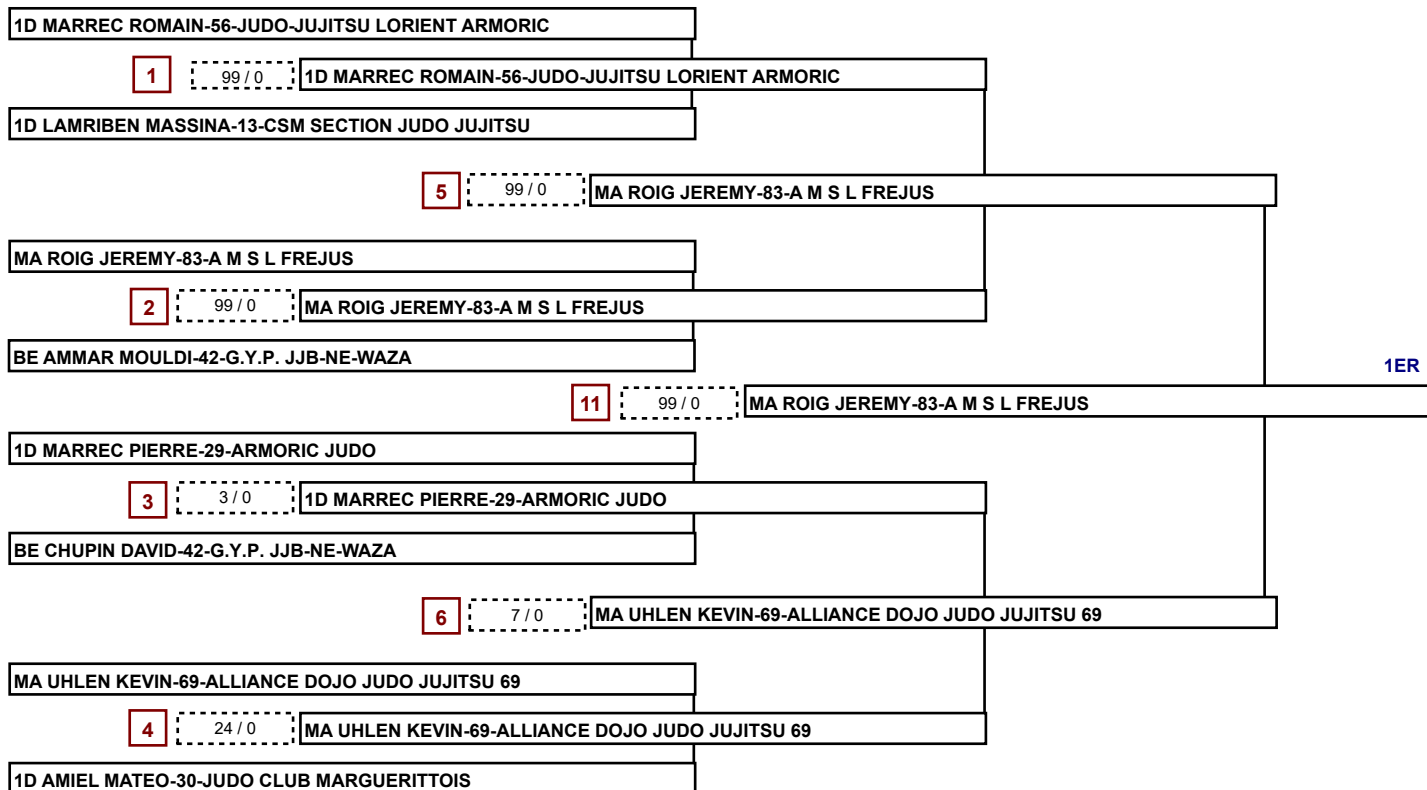 1D MARREC ROMAIN-56-JUDO-JUJITSU LORIENT ARMORIC
1 99 / 0 1D MARREC ROMAIN-56-JUDO-JUJITSU LORIENT ARMORIC
1D LAMRIBEN MASSINA-13-CSM SECTION JUDO JUJITSU
5 99 / 0 MA ROIG JEREMY-83-A M S L FREJUS
MA ROIG JEREMY-83-A M S L FREJUS
2 99 / 0 MA ROIG JEREMY-83-A M S L FREJUS
BE AMMAR MOULDI-42-G.Y.P. JJB-NE-WAZA
1ER
11 99 / 0 MA ROIG JEREMY-83-A M S L FREJUS
1D MARREC PIERRE-29-ARMORIC JUDO
3 3 / 0 1D MARREC PIERRE-29-ARMORIC JUDO
BE CHUPIN DAVID-42-G.Y.P. JJB-NE-WAZA
6 7 / 0 MA UHLEN KEVIN-69-ALLIANCE DOJO JUDO JUJITSU 69
MA UHLEN KEVIN-69-ALLIANCE DOJO JUDO JUJITSU 69
4 24 / 0 MA UHLEN KEVIN-69-ALLIANCE DOJO JUDO JUJITSU 69
1D AMIEL MATEO-30-JUDO CLUB MARGUERITTOIS